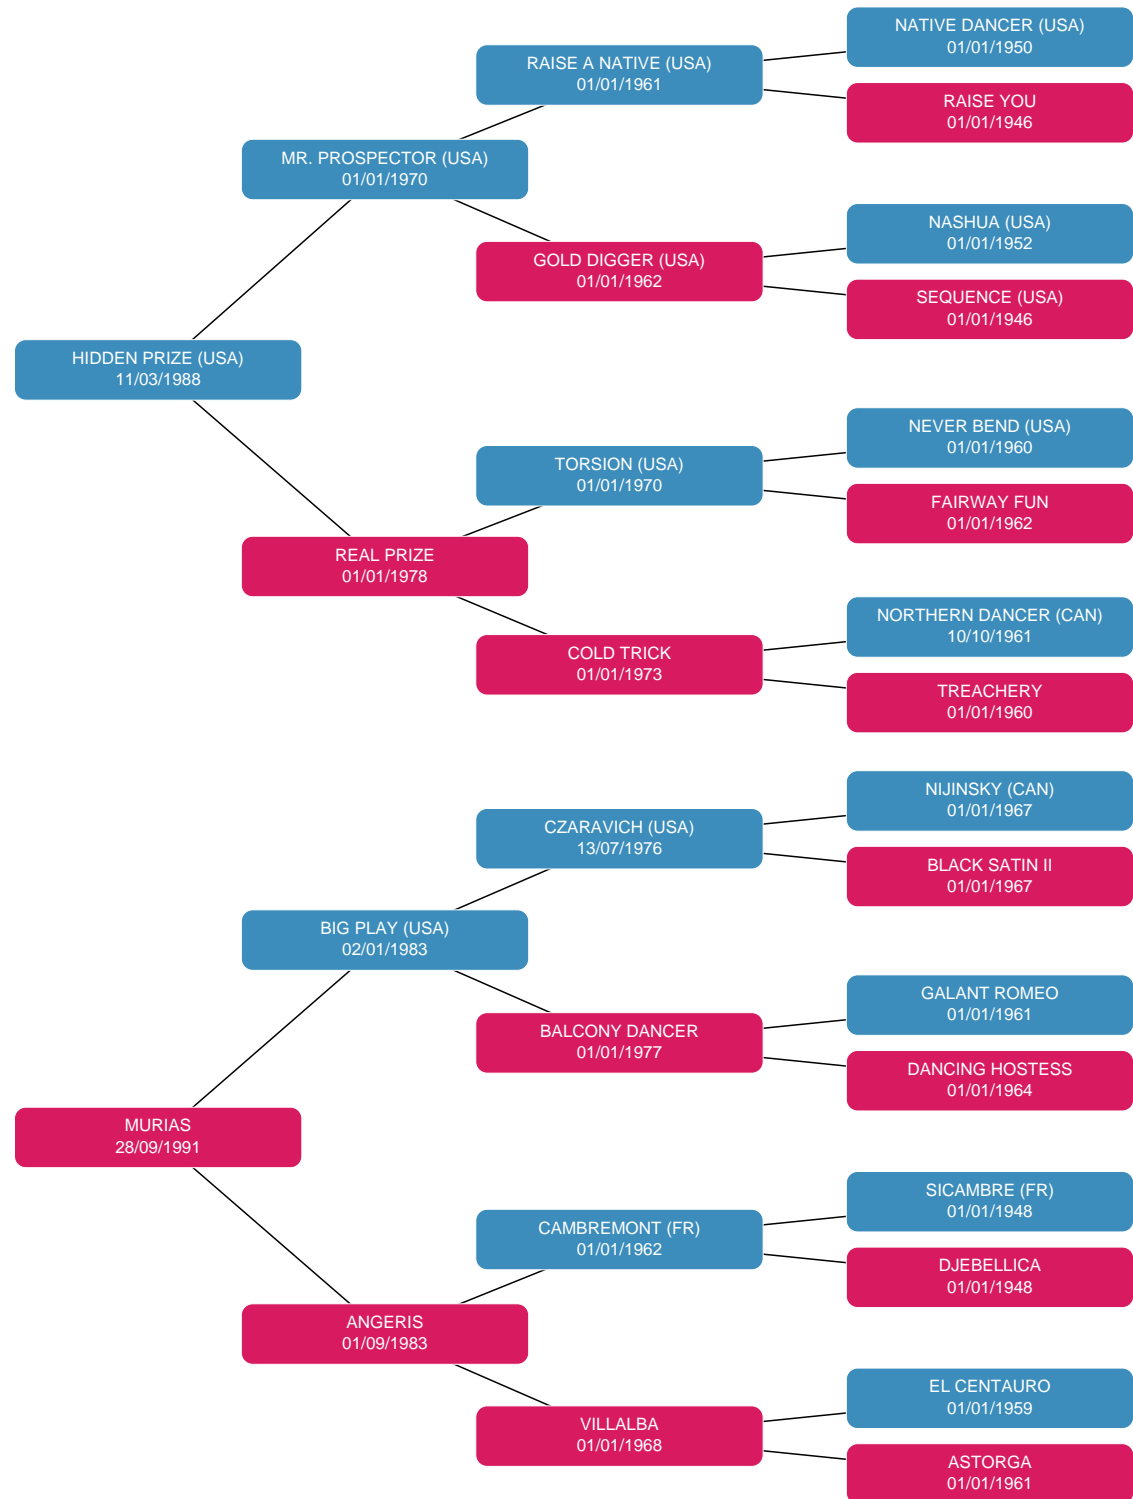 NATIVE DANCER (USA)
01/01/1950
RAISE A NATIVE (USA)
01/01/1961
RAISE YOU
01/01/1946
MR. PROSPECTOR (USA)
01/01/1970
NASHUA (USA)
01/01/1952
GOLD DIGGER (USA)
01/01/1962
SEQUENCE (USA)
01/01/1946
HIDDEN PRIZE (USA)
11/03/1988
NEVER BEND (USA)
01/01/1960
TORSION (USA)
01/01/1970
FAIRWAY FUN
01/01/1962
REAL PRIZE
01/01/1978
NORTHERN DANCER (CAN)
10/10/1961
COLD TRICK
01/01/1973
TREACHERY
01/01/1960
NIJINSKY (CAN)
01/01/1967
CZARAVICH (USA)
13/07/1976
BLACK SATIN II
01/01/1967
BIG PLAY (USA)
02/01/1983
GALANT ROMEO
01/01/1961
BALCONY DANCER
01/01/1977
DANCING HOSTESS
01/01/1964
MURIAS
28/09/1991
SICAMBRE (FR)
01/01/1948
CAMBREMONT (FR)
01/01/1962
DJEBELLICA
01/01/1948
ANGERIS
01/09/1983
EL CENTAURO
01/01/1959
VILLALBA
01/01/1968
ASTORGA
01/01/1961